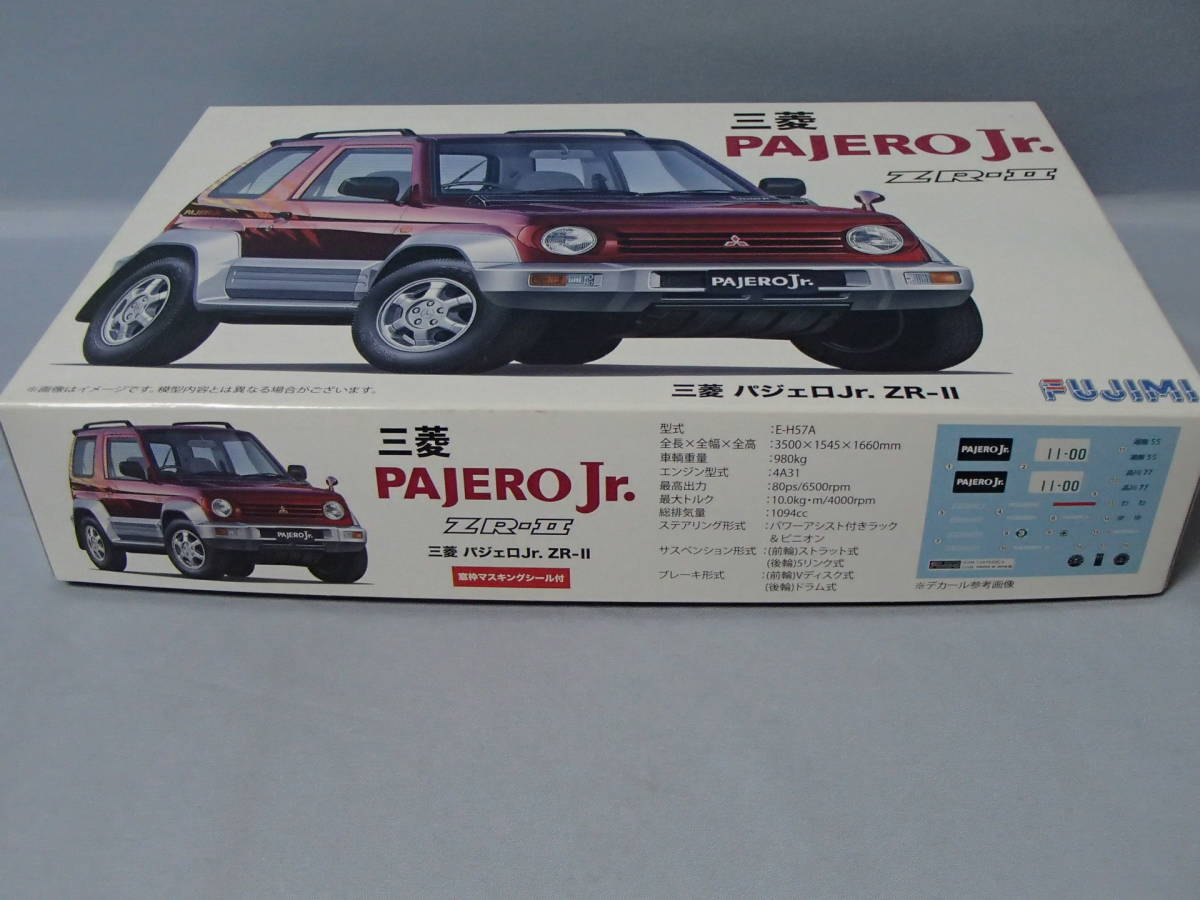 三菱
PAJERO Jr.
ZR-II
PAJERO Jr.
※画像はイメージです。模型内容とは異なる場合がございます。
三菱 パジェロJr. ZR-II
FUJIMI
三菱
PAJERO Jr.
ZR-II
三菱 パジェロJr. ZR-II
窓枠マスキングシール付
PAJERO Jr.
型式 :E-H57A
全長×全幅×全高 :3500×1545×1660mm
車輌重量 :980kg
エンジン型式 :4A31
最高出力 :80ps/6500rpm
最大トルク :10.0kg・m/4000rpm
総排気量 :1094cc
ステアリング形式 :パワーアシスト付きラック
&ピニオン
サスペンション形式 :(前輪)ストラット式
(後輪)5リンク式
ブレーキ形式 :(前輪)Vディスク式
(後輪)ドラム式
PAJERO Jr.
11-00
PAJERO Jr.
11-00
品川 77
※デカール参考画像